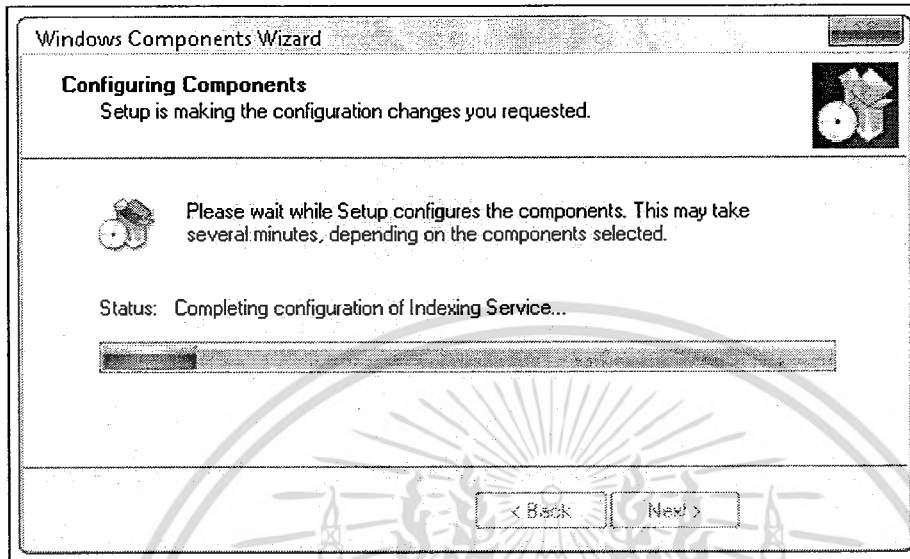 Windows Components Wizard
Configuring Components
Setup is making the configuration changes you requested.
Please wait while Setup configures the components. This may take
several minutes, depending on the components selected.
Status: Completing configuration of Indexing Service...
< Back Next >